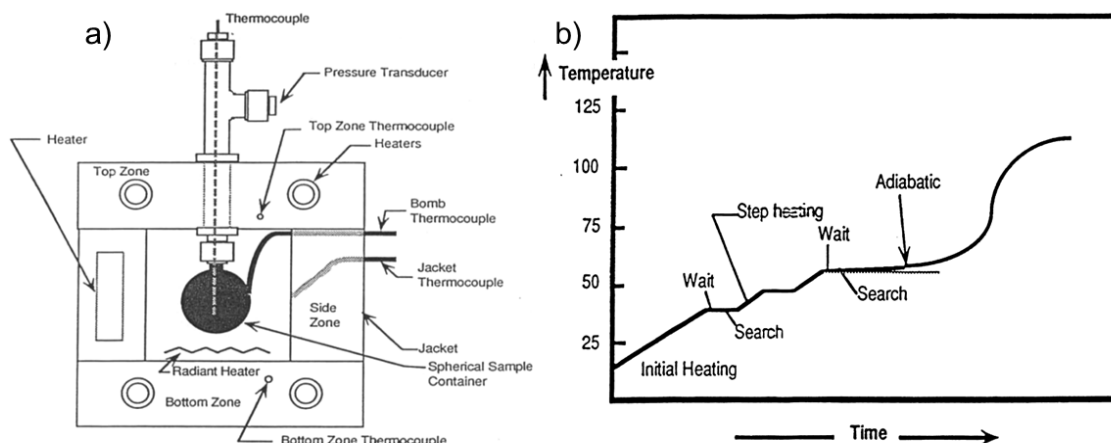 a)
Thermocouple
Pressure Transducer
Top Zone Thermocouple
Heater
Heaters
Top Zone
Bomb
Thermocouple
Jacket
Thermocouple
Side
Zone
Jacket
Radiant Heater
Spherical Sample
Container
Bottom Zone
Bottom Zone Thermocouple
b)
Temperature
125
100
75
50
25
Adiabatic
Step heating
Wait
Wait
Search
Search
Initial Heating
Time